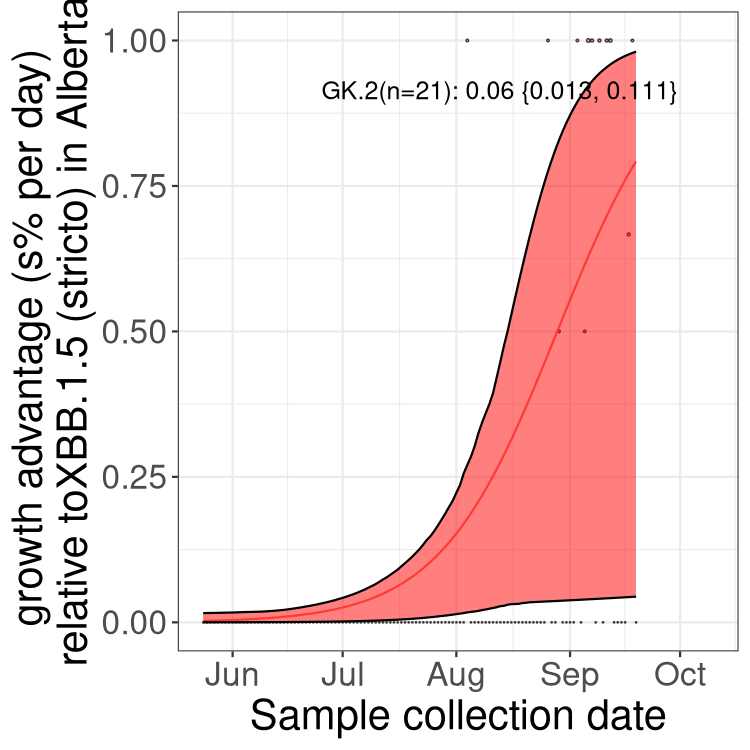 growth advantage (s% per day)
relative toXBB.1.5 (stricto) in Alberta
1.00
0.75
0.50
0.25
0.00
GK.2(n=21): 0.06 {0.013, 0.111}
Jun Jul Aug Sep Oct
Sample collection date